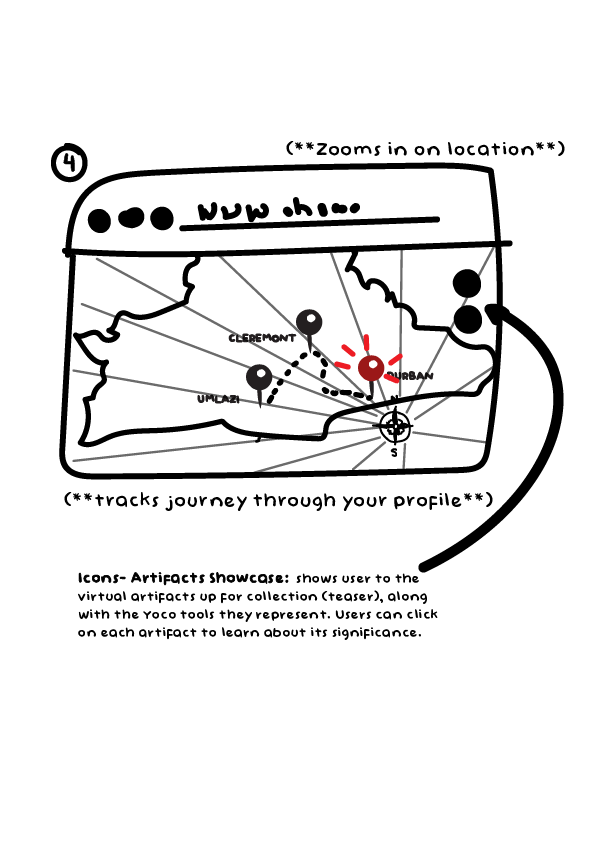 (**Zooms in on location**)
4
www
CLEREMONT
DURBAN
UMLAZI
N
S
(**tracks journey through your profile**)
Icons- Artifacts Showcase: shows user to the
virtual artifacts up for collection (teaser), along
with the Yoco tools they represent. Users can click
on each artifact to learn about its significance.